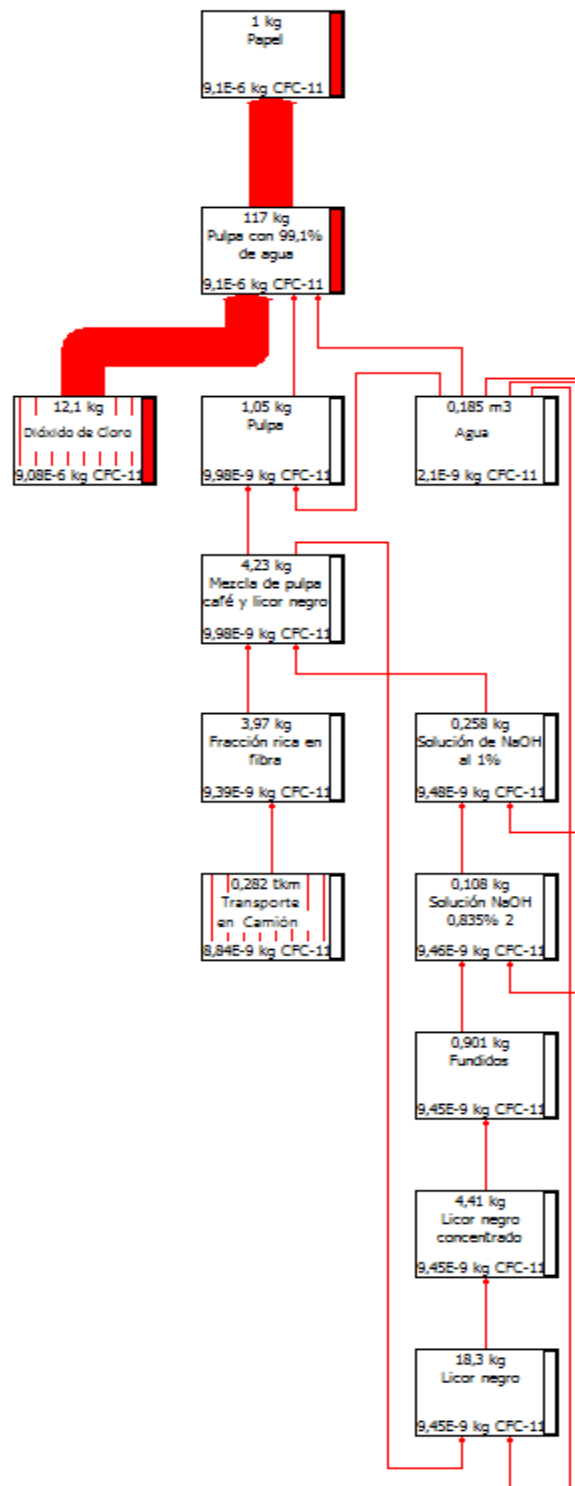 1 kg
Papel
9,1E-6 kg CFC-11
117 kg
Pulpa con 99,1%
de agua
9,1E-6 kg CFC-11
12,1 kg
Dióxido de Cloro
9,08E-6 kg CFC-11
1,05 kg
Pulpa
9,98E-9 kg CFC-11
0,185 m3
Agua
2,1E-9 kg CFC-11
4,23 kg
Mezcla de pulpa
café y licor negro
9,98E-9 kg CFC-11
3,97 kg
Fracción rica en
fibra
9,39E-9 kg CFC-11
0,258 kg
Solución de NaOH
al 1%
9,48E-9 kg CFC-11
0,282 tkm
Transporte
en Camión
8,84E-9 kg CFC-11
0,108 kg
Solución NaOH
0,835% 2
9,46E-9 kg CFC-11
0,901 kg
Fundidos
9,45E-9 kg CFC-11
4,41 kg
Licor negro
concentrado
9,45E-9 kg CFC-11
18,3 kg
Licor negro
9,45E-9 kg CFC-11